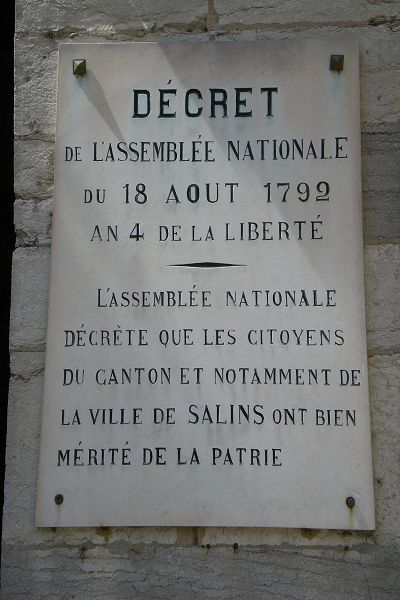 DÉCRET
DE L'ASSEMBLÉE NATIONALE
DU 18 AOUT 1792
AN 4 DE LA LIBERTÉ
L'ASSEMBLÉE NATIONALE
DÉCRÈTE QUE LES CITOYENS
DU CANTON ET NOTAMMENT DE
LA VILLE DE SALINS ONT BIEN
MÉRITÉ DE LA PATRIE